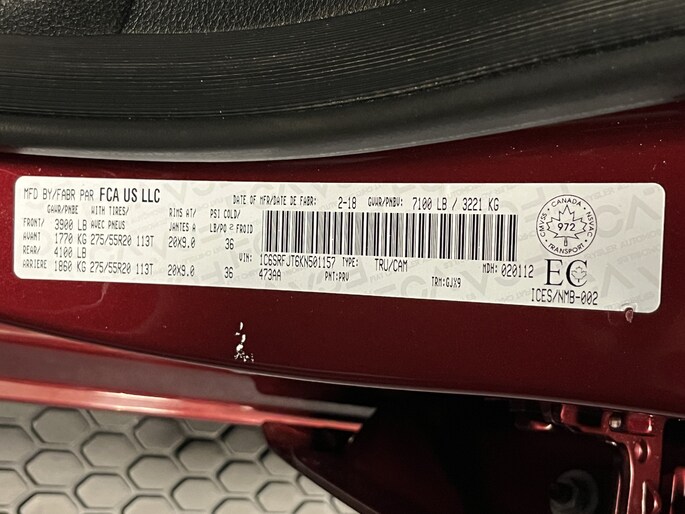 MFD BY/FABR PAR FCA US LLC DATE OF MFR/DATE DE FABR: 2-18 GVWR/PNBV: 7100 LB / 3221 KG
GAWR/PNBE WITH TIRES/ RIMS AT/ PSI COLD/
FRONT/ 3900 LB AVEC PNEUS JANTES A LB/PO2 FROID
AVANT 1770 KG 275/55R20 113T 20X9.0 36
REAR/ 4100 LB
ARRIERE 1860 KG 275/55R20 113T 20X9.0 36
VIN: 1C6SRFJT6KN501157 TYPE: TRU/CAM MDH: 020112
473AA PNT:PRV TRM:GJX9
CANADA
CMVSS 972 NSVAC
TRANSPORT
EC
ICES/NMB-002